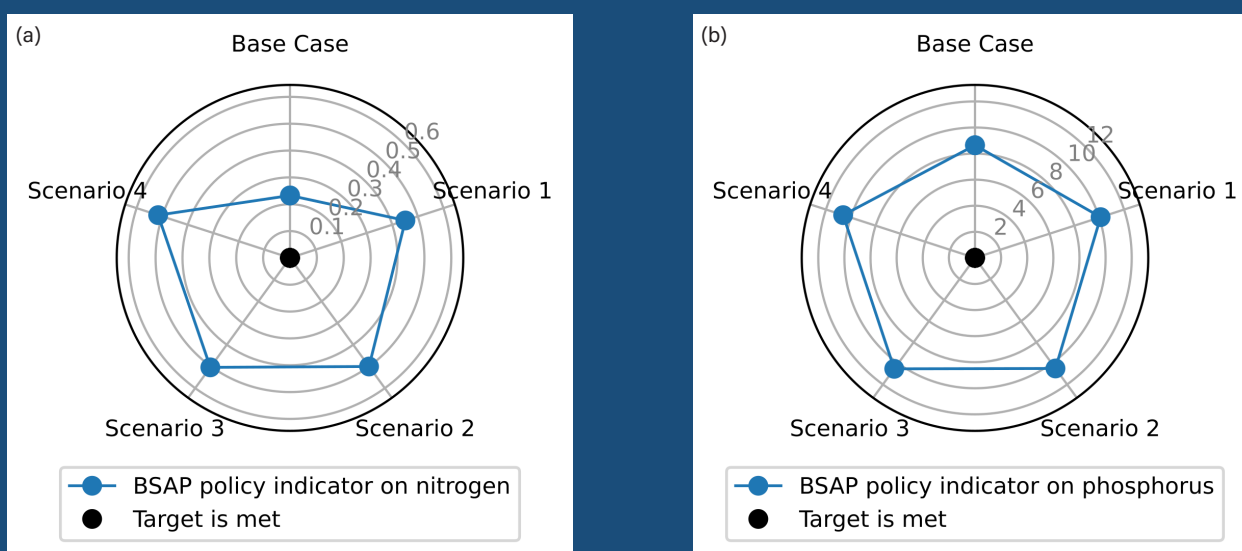 (a)
Base Case
0.6
0.5
0.4
0.3
0.2
0.1
Scenario 4
Scenario 1
Scenario 3
Scenario 2
BSAP policy indicator on nitrogen
Target is met
(b)
Base Case
12
10
8
6
4
2
Scenario 4
Scenario 1
Scenario 3
Scenario 2
BSAP policy indicator on phosphorus
Target is met